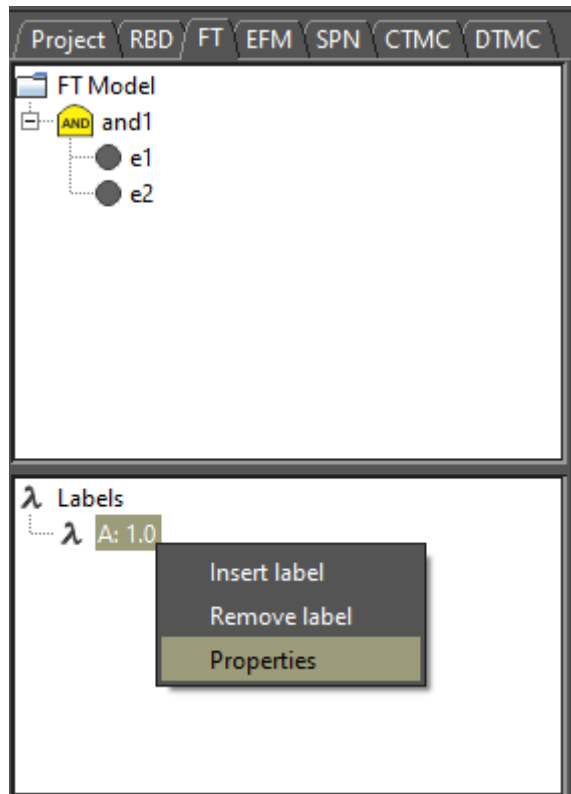 Project RBD FT EFM SPN CTMC DTMC
FT Model
AND and1
e1
e2
λ Labels
λ A: 1.0
Insert label
Remove label
Properties